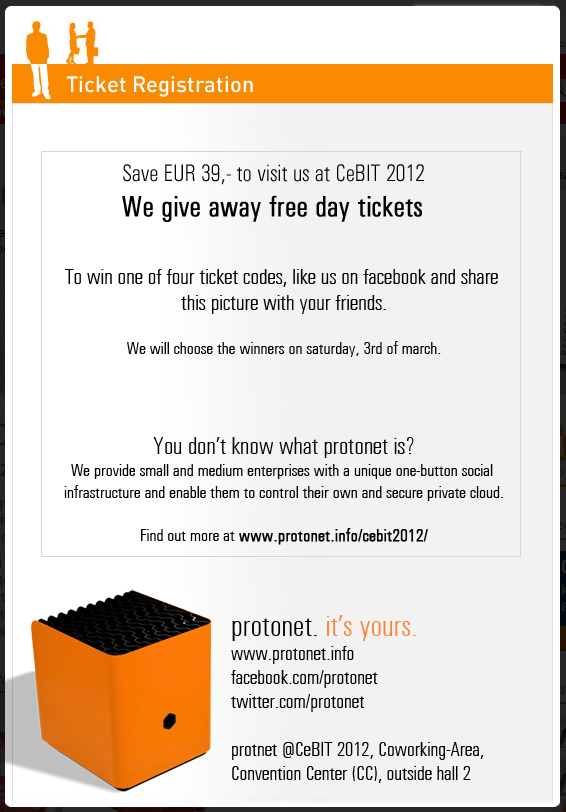 Ticket Registration
Save EUR 39,- to visit us at CeBIT 2012
We give away free day tickets
To win one of four ticket codes, like us on facebook and share
this picture with your friends.
We will choose the winners on saturday, 3rd of march.
You don't know what protonet is?
We provide small and medium enterprises with a unique one-button social
infrastructure and enable them to control their own and secure private cloud.
Find out more at www.protonet.info/cebit2012/
protonet. it's yours.
www.protonet.info
facebook.com/protonet
twitter.com/protonet
protnet @CeBIT 2012, Coworking-Area,
Convention Center (CC), outside hall 2